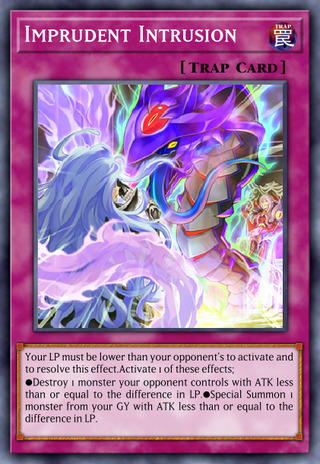 Imprudent Intrusion
TRAP
罠
[Trap Card]
Your LP must be lower than your opponent's to activate and
to resolve this effect.Activate 1 of these effects;
●Destroy 1 monster your opponent controls with ATK less
than or equal to the difference in LP.●Special Summon 1
monster from your GY with ATK less than or equal to the
difference in LP.